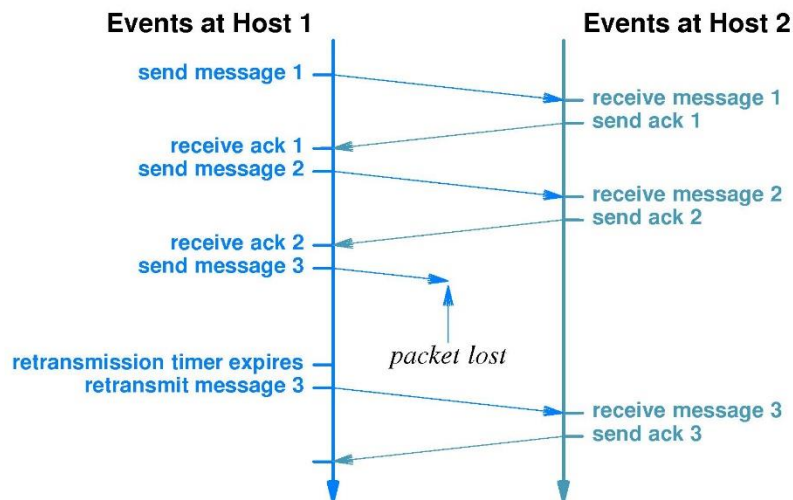 Events at Host 1
Events at Host 2
send message 1
receive message 1
send ack 1
receive ack 1
send message 2
receive message 2
send ack 2
receive ack 2
send message 3
packet lost
retransmission timer expires
retransmit message 3
receive message 3
send ack 3